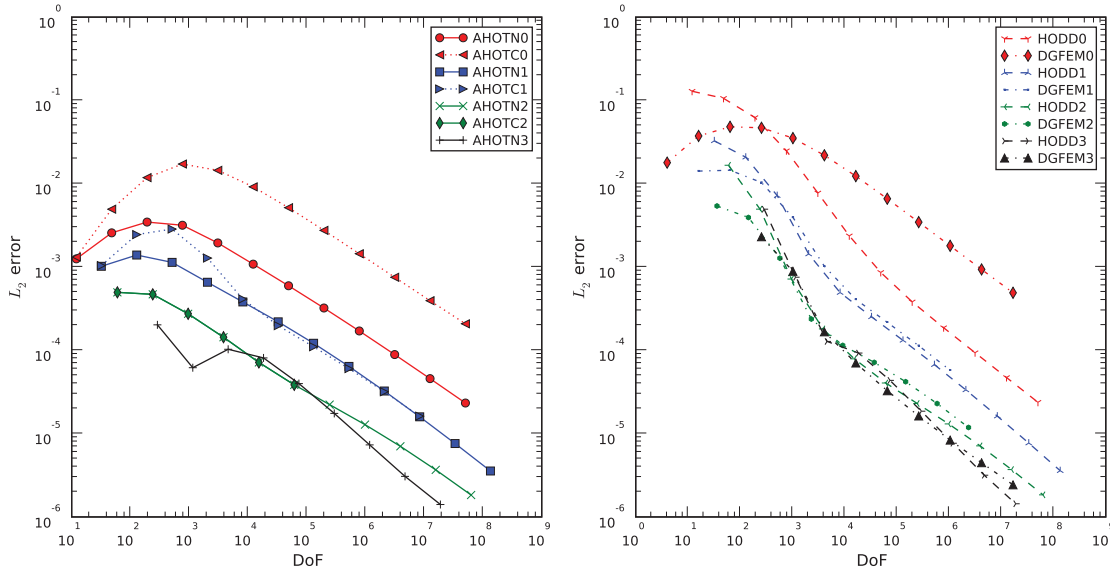 10^0
10^-1
10^-2
10^-3
10^-4
10^-5
10^-6
L_2 error
10^1 10^2 10^3 10^4 10^5 10^6 10^7 10^8 10^9
DoF
AHOTN0
AHOTC0
AHOTN1
AHOTC1
AHOTN2
AHOTC2
AHOTN3
10^0
10^-1
10^-2
10^-3
10^-4
10^-5
10^-6
L_2 error
10^0 10^1 10^2 10^3 10^4 10^5 10^6 10^7 10^8 10^9
DoF
HODD0
DGFEM0
HODD1
DGFEM1
HODD2
DGFEM2
HODD3
DGFEM3